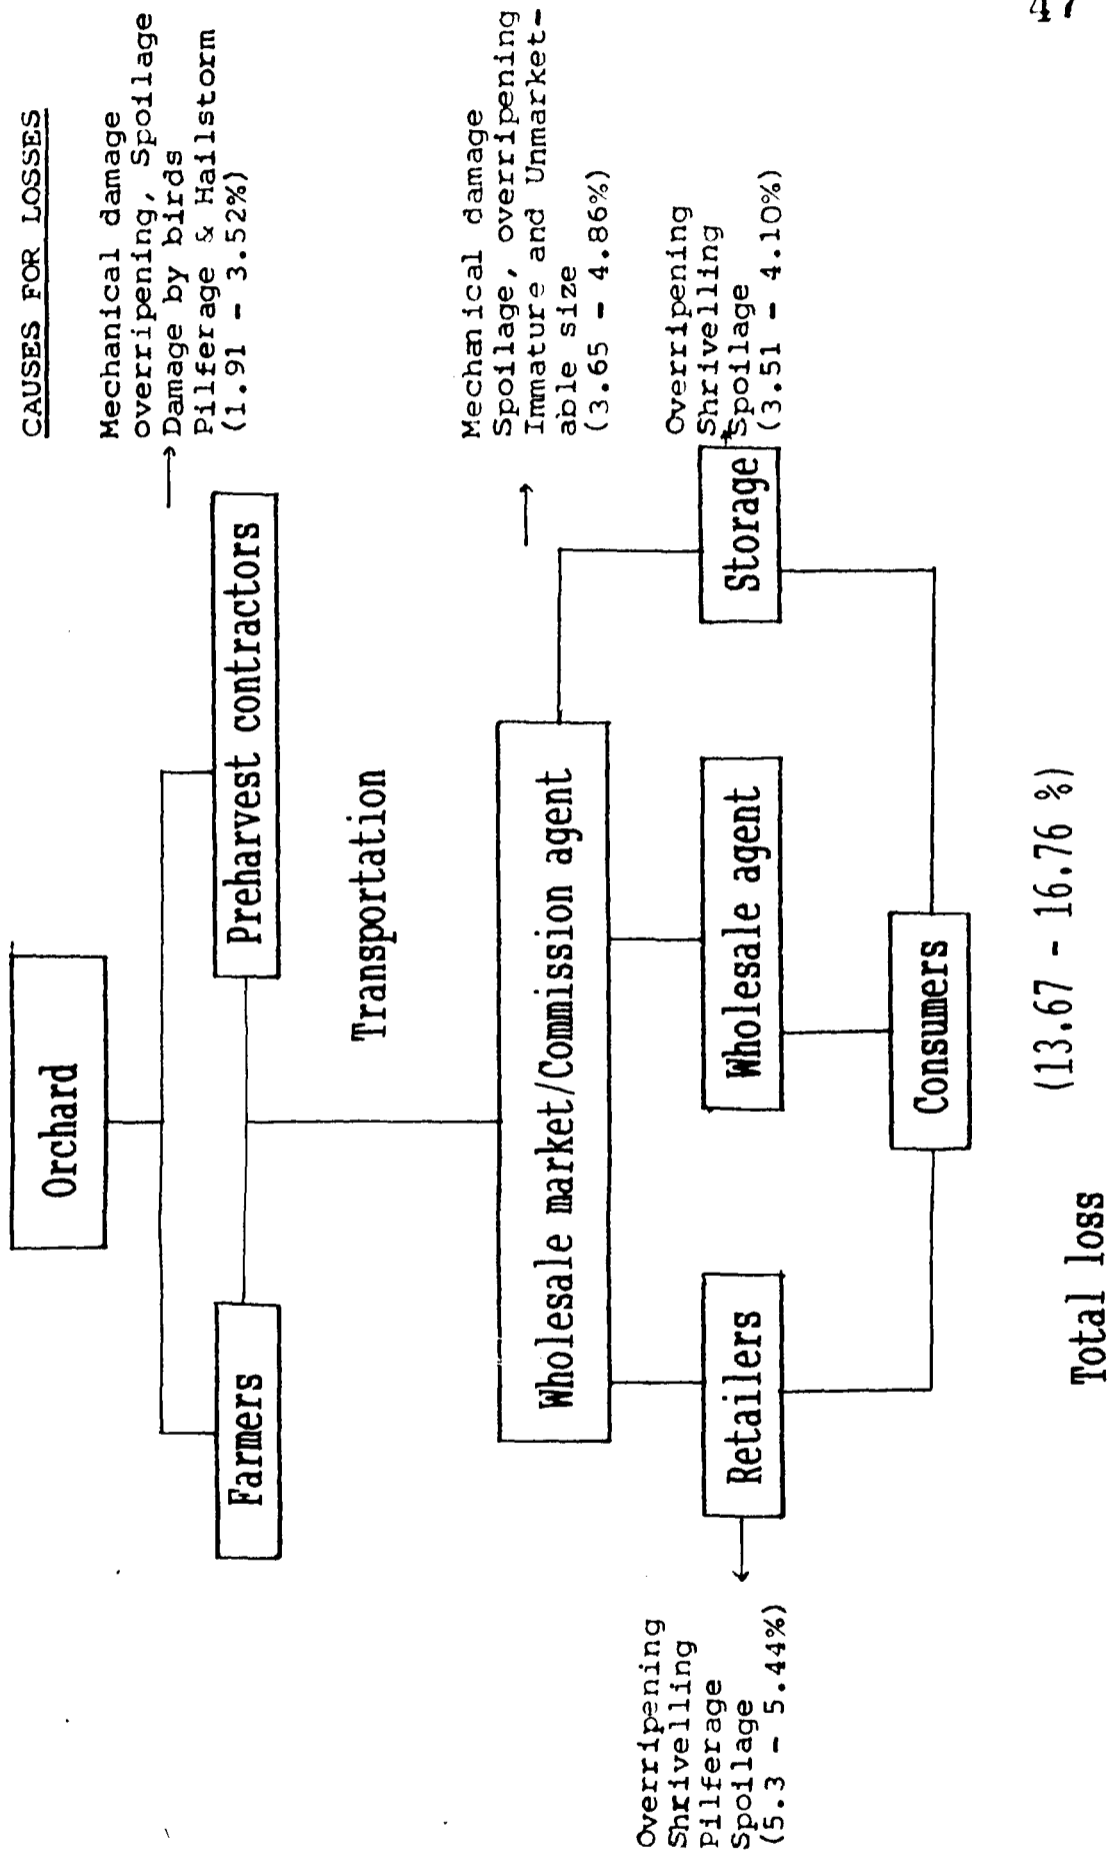 CAUSES FOR LOSSES
Orchard
Mechanical damage
overripening, Spoilage
Damage by birds
Pilferage & Hailstorm
(1.91 - 3.52%)
Farmers
Preharvest contractors
Transportation
Mechanical damage
Spoilage, overripening
Immature and Unmarket-
able size
(3.65 - 4.86%)
Wholesale market/Commission agent
Overripening
Shrivelling
Pilferage
Spoilage
(5.3 - 5.44%)
Retailers
Wholesale agent
Storage
Overripening
Shrivelling
Spoilage
(3.51 - 4.10%)
Consumers
Total loss (13.67 - 16.76 %)